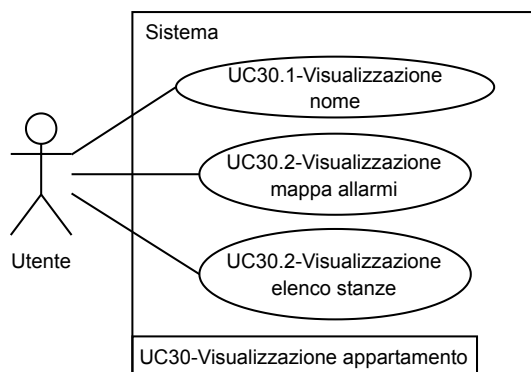 Sistema
UC30.1-Visualizzazione
nome
UC30.2-Visualizzazione
mappa allarmi
Utente
UC30.2-Visualizzazione
elenco stanze
UC30-Visualizzazione appartamento